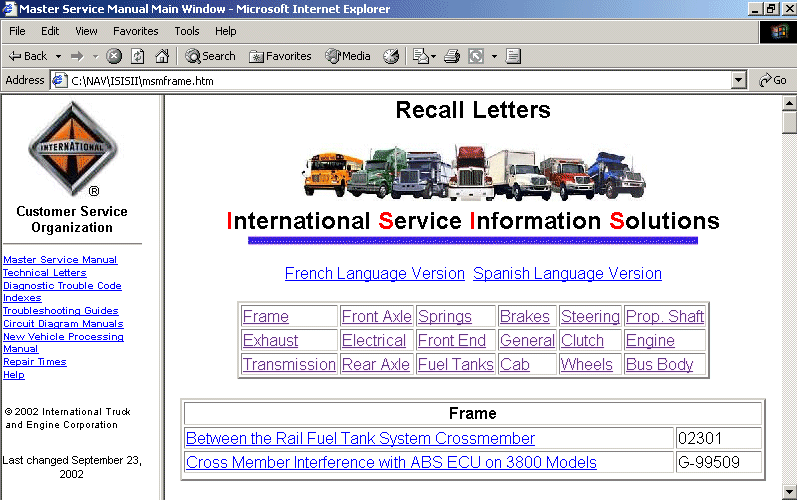 Master Service Manual Main Window - Microsoft Internet Explorer
File Edit View Favorites Tools Help
Back Search Favorites Media
Address C:\NAV\ISISII\msmframe.htm Go
INTERNATIONAL
®
Customer Service
Organization
Master Service Manual
Technical Letters
Diagnostic Trouble Code
Indexes
Troubleshooting Guides
Circuit Diagram Manuals
New Vehicle Processing
Manual
Repair Times
Help
© 2002 International Truck
and Engine Corporation
Last changed September 23,
2002
Recall Letters
International Service Information Solutions
French Language Version Spanish Language Version
Frame Front Axle Springs Brakes Steering Prop. Shaft
Exhaust Electrical Front End General Clutch Engine
Transmission Rear Axle Fuel Tanks Cab Wheels Bus Body
Frame
Between the Rail Fuel Tank System Crossmember 02301
Cross Member Interference with ABS ECU on 3800 Models G-99509